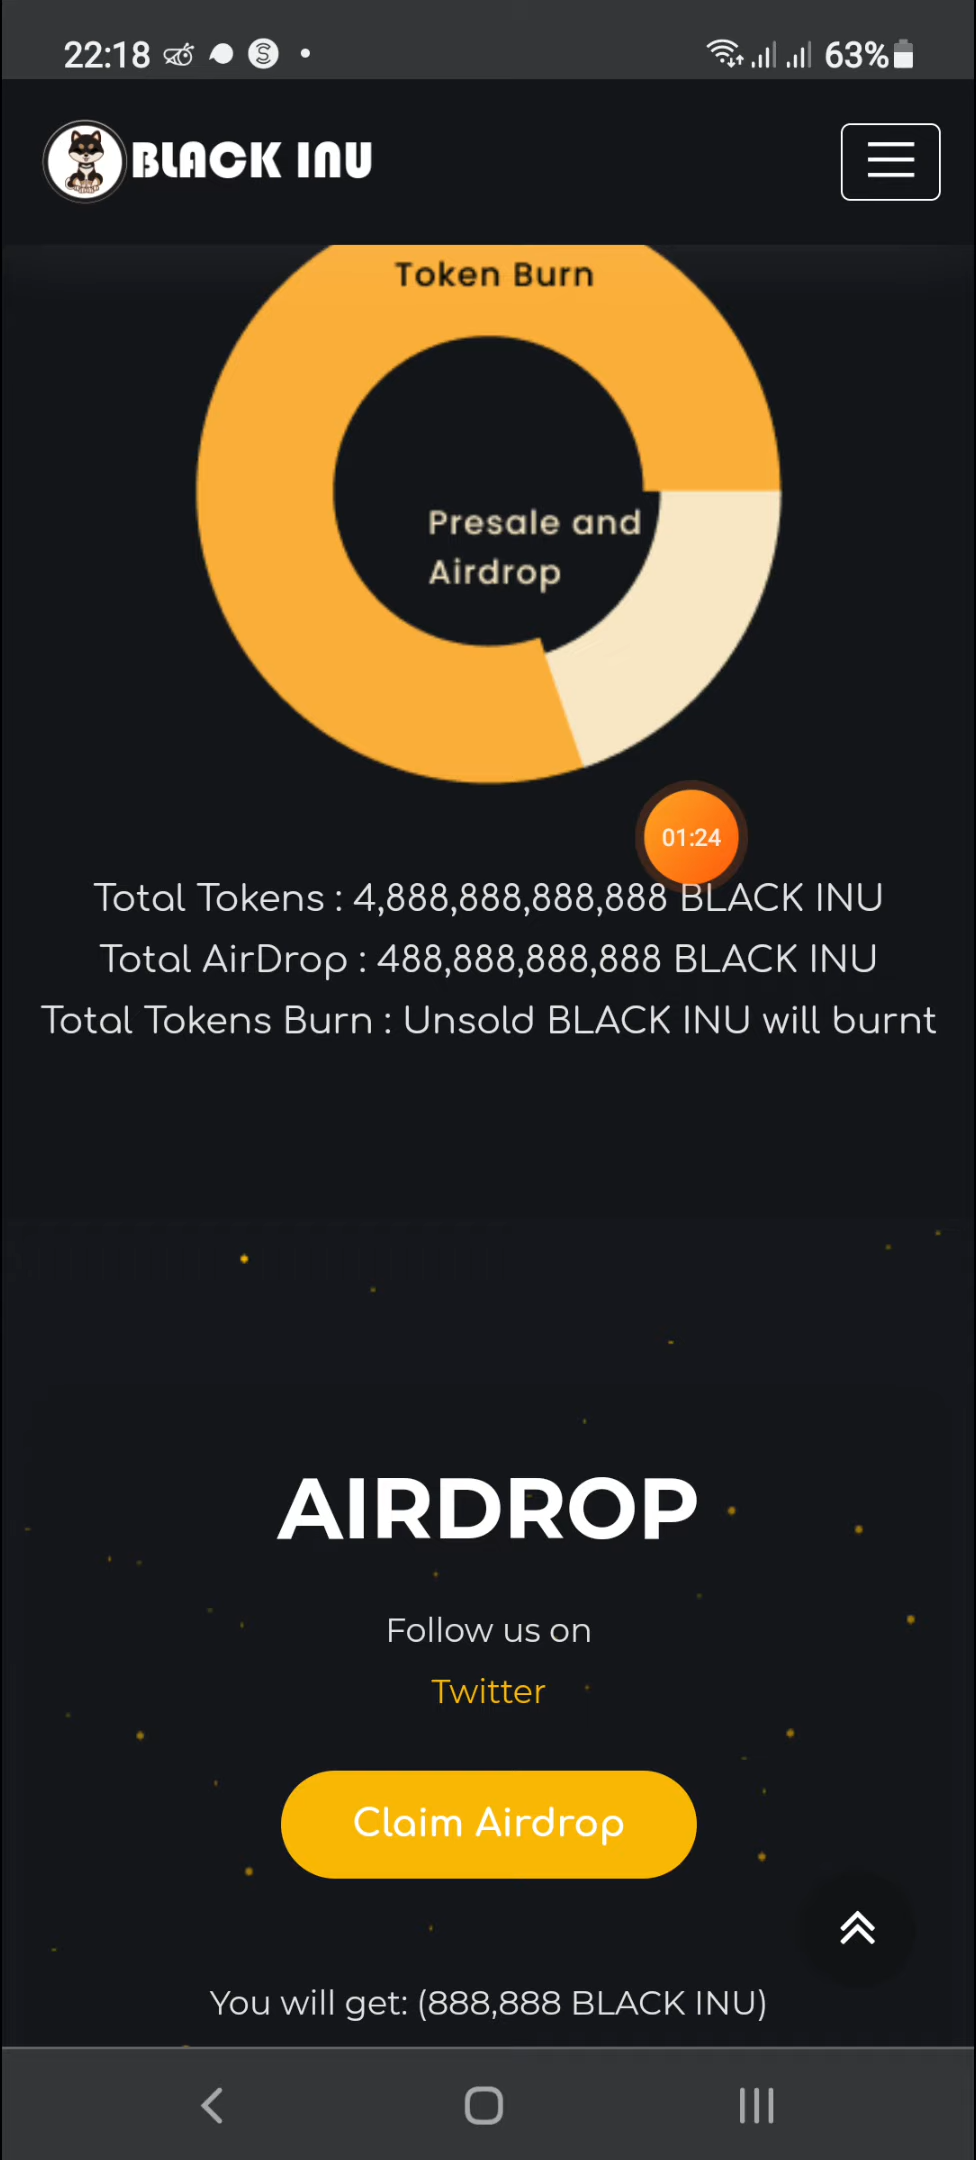 22:18
63%
BLACK INU
Token Burn
Presale and
Airdrop
01:24
Total Tokens : 4,888,888,888,888 BLACK INU
Total AirDrop : 488,888,888,888 BLACK INU
Total Tokens Burn : Unsold BLACK INU will burnt
AIRDROP
Follow us on
Twitter
Claim Airdrop
You will get: (888,888 BLACK INU)